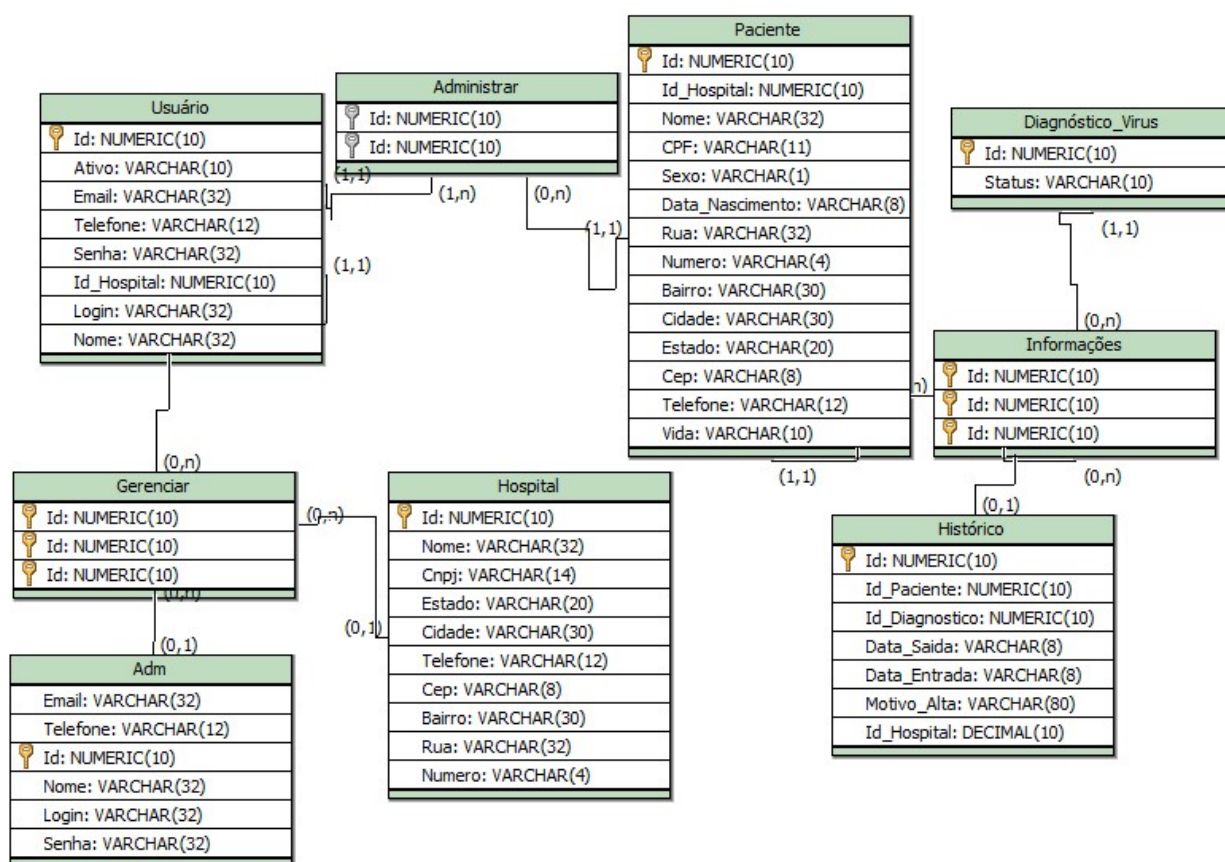 Paciente
Id: NUMERIC(10)
Id_Hospital: NUMERIC(10)
Nome: VARCHAR(32)
CPF: VARCHAR(11)
Sexo: VARCHAR(1)
Data_Nascimento: VARCHAR(8)
Rua: VARCHAR(32)
Numero: VARCHAR(4)
Bairro: VARCHAR(30)
Cidade: VARCHAR(30)
Estado: VARCHAR(20)
Cep: VARCHAR(8)
Telefone: VARCHAR(12)
Vida: VARCHAR(10)
Administrar
Id: NUMERIC(10)
Id: NUMERIC(10)
Usuário
Id: NUMERIC(10)
Ativo: VARCHAR(10)
Email: VARCHAR(32)
Telefone: VARCHAR(12)
Senha: VARCHAR(32)
Id_Hospital: NUMERIC(10)
Login: VARCHAR(32)
Nome: VARCHAR(32)
(1,1)
(1,n)
(0,n)
(1,1)
(1,1)
Diagnóstico_Virus
Id: NUMERIC(10)
Status: VARCHAR(10)
(1,1)
(0,n)
Informações
Id: NUMERIC(10)
Id: NUMERIC(10)
Id: NUMERIC(10)
n)
(1,1)
(0,n)
(0,1)
Histórico
Id: NUMERIC(10)
Id_Paciente: NUMERIC(10)
Id_Diagnostico: NUMERIC(10)
Data_Saida: VARCHAR(8)
Data_Entrada: VARCHAR(8)
Motivo_Alta: VARCHAR(80)
Id_Hospital: DECIMAL(10)
(0,n)
Gerenciar
Id: NUMERIC(10)
Id: NUMERIC(10)
Id: NUMERIC(10)
(0,n)
(0,n)
(0,1)
(0,1)
Hospital
Id: NUMERIC(10)
Nome: VARCHAR(32)
Cnpj: VARCHAR(14)
Estado: VARCHAR(20)
Cidade: VARCHAR(30)
Telefone: VARCHAR(12)
Cep: VARCHAR(8)
Bairro: VARCHAR(30)
Rua: VARCHAR(32)
Numero: VARCHAR(4)
Adm
Email: VARCHAR(32)
Telefone: VARCHAR(12)
Id: NUMERIC(10)
Nome: VARCHAR(32)
Login: VARCHAR(32)
Senha: VARCHAR(32)